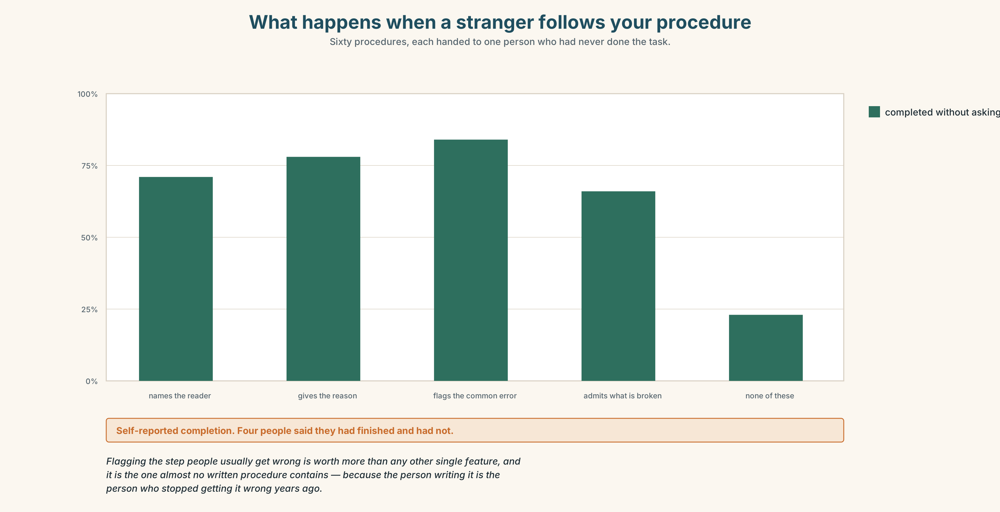 What happens when a stranger follows your procedure
Sixty procedures, each handed to one person who had never done the task.
100%
75%
50%
25%
0%
completed without asking
names the reader
gives the reason
flags the common error
admits what is broken
none of these
Self-reported completion. Four people said they had finished and had not.
Flagging the step people usually get wrong is worth more than any other single feature, and
it is the one almost no written procedure contains — because the person writing it is the
person who stopped getting it wrong years ago.